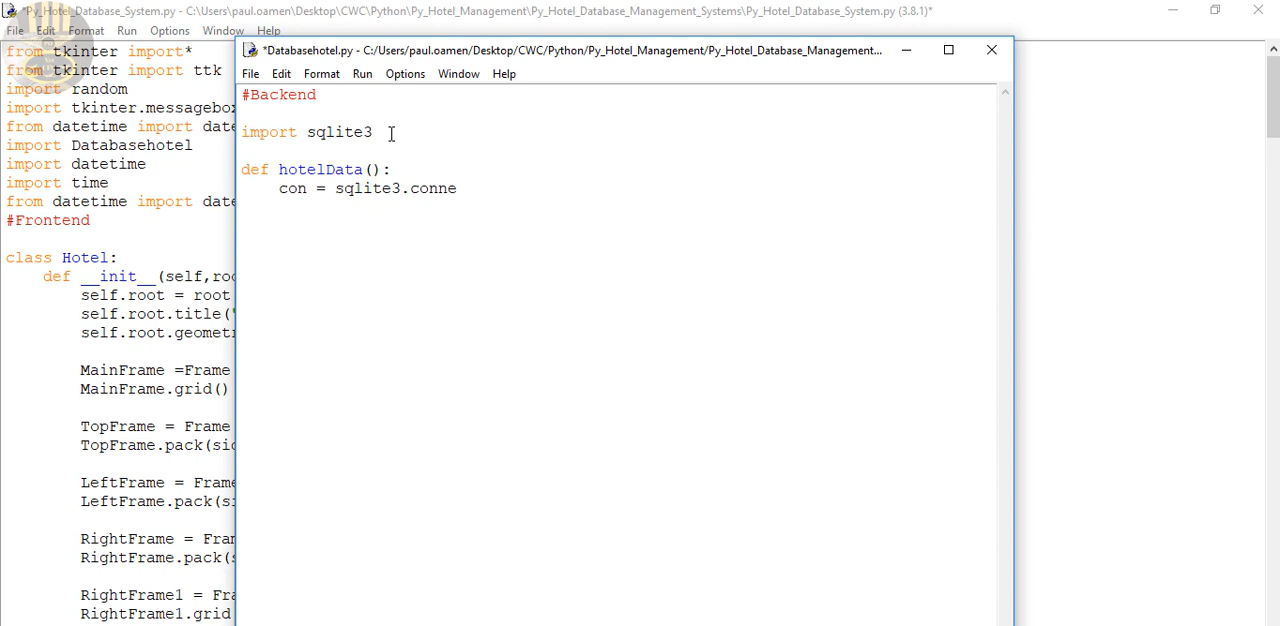 *Py_Hotel_Database_System.py - C:\Users\paul.oamen\Desktop\CWC\Python\Py_Hotel_Management\Py_Hotel_Database_Management_Systems\Py_Hotel_Database_System.py (3.8.1)*
File Edit Format Run Options Window Help
from tkinter import*
from tkinter import ttk
import random
import tkinter.messagebo
from datetime import date
import Databasehotel
import datetime
import time
from datetime import date
#Frontend
class Hotel:
def __init__(self,roo
self.root = root
self.root.title("
self.root.geomet
MainFrame =Frame
MainFrame.grid()
TopFrame = Frame
TopFrame.pack(sid
LeftFrame = Frame
LeftFrame.pack(si
RightFrame = Fran
RightFrame.pack(s
RightFrame1 = Fra
RightFrame1.grid
*Databasehotel.py - C:/Users/paul.oamen/Desktop/CWC/Python/Py_Hotel_Management/Py_Hotel_Database_Management...
File Edit Format Run Options Window Help
#Backend
import sqlite3
def hotelData():
con = sqlite3.conne